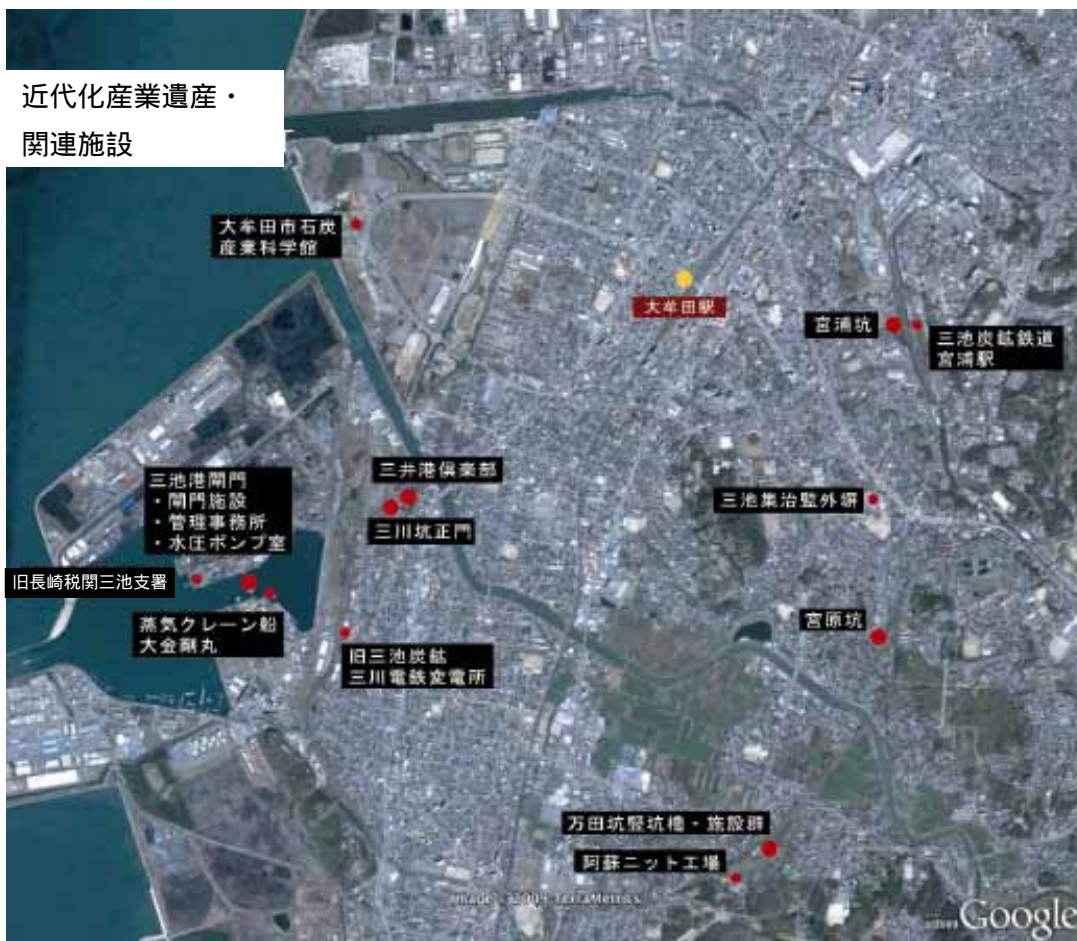 近代化産業遺産・
関連施設
大牟田市石炭
産業科学館
大牟田駅
宮浦坑
三池炭鉱鉄道
宮浦駅
三井港倶楽部
三池港閘門
・閘門施設
・管理事務所
・水圧ポンプ室
三川坑正門
三池集治監外塀
旧長崎税関三池支署
蒸気クレーン船
大金剛丸
宮原坑
旧三池炭鉱
三川電鉄変電所
万田坑竪坑櫓・施設群
阿蘇ニット工場
Image © 2009 TerraMetrics
Google